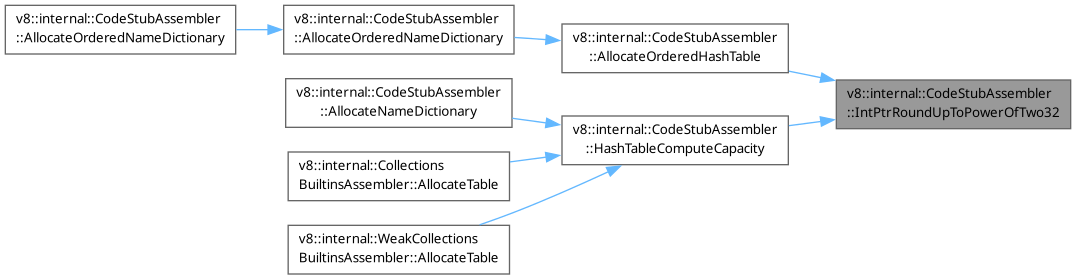 v8::internal::CodeStubAssembler
::AllocateOrderedNameDictionary
v8::internal::CodeStubAssembler
::AllocateOrderedNameDictionary
v8::internal::CodeStubAssembler
::AllocateOrderedHashTable
v8::internal::CodeStubAssembler
::IntPtrRoundUpToPowerOfTwo32
v8::internal::CodeStubAssembler
::AllocateNameDictionary
v8::internal::CodeStubAssembler
::HashTableComputeCapacity
v8::internal::Collections
BuiltinsAssembler::AllocateTable
v8::internal::WeakCollections
BuiltinsAssembler::AllocateTable